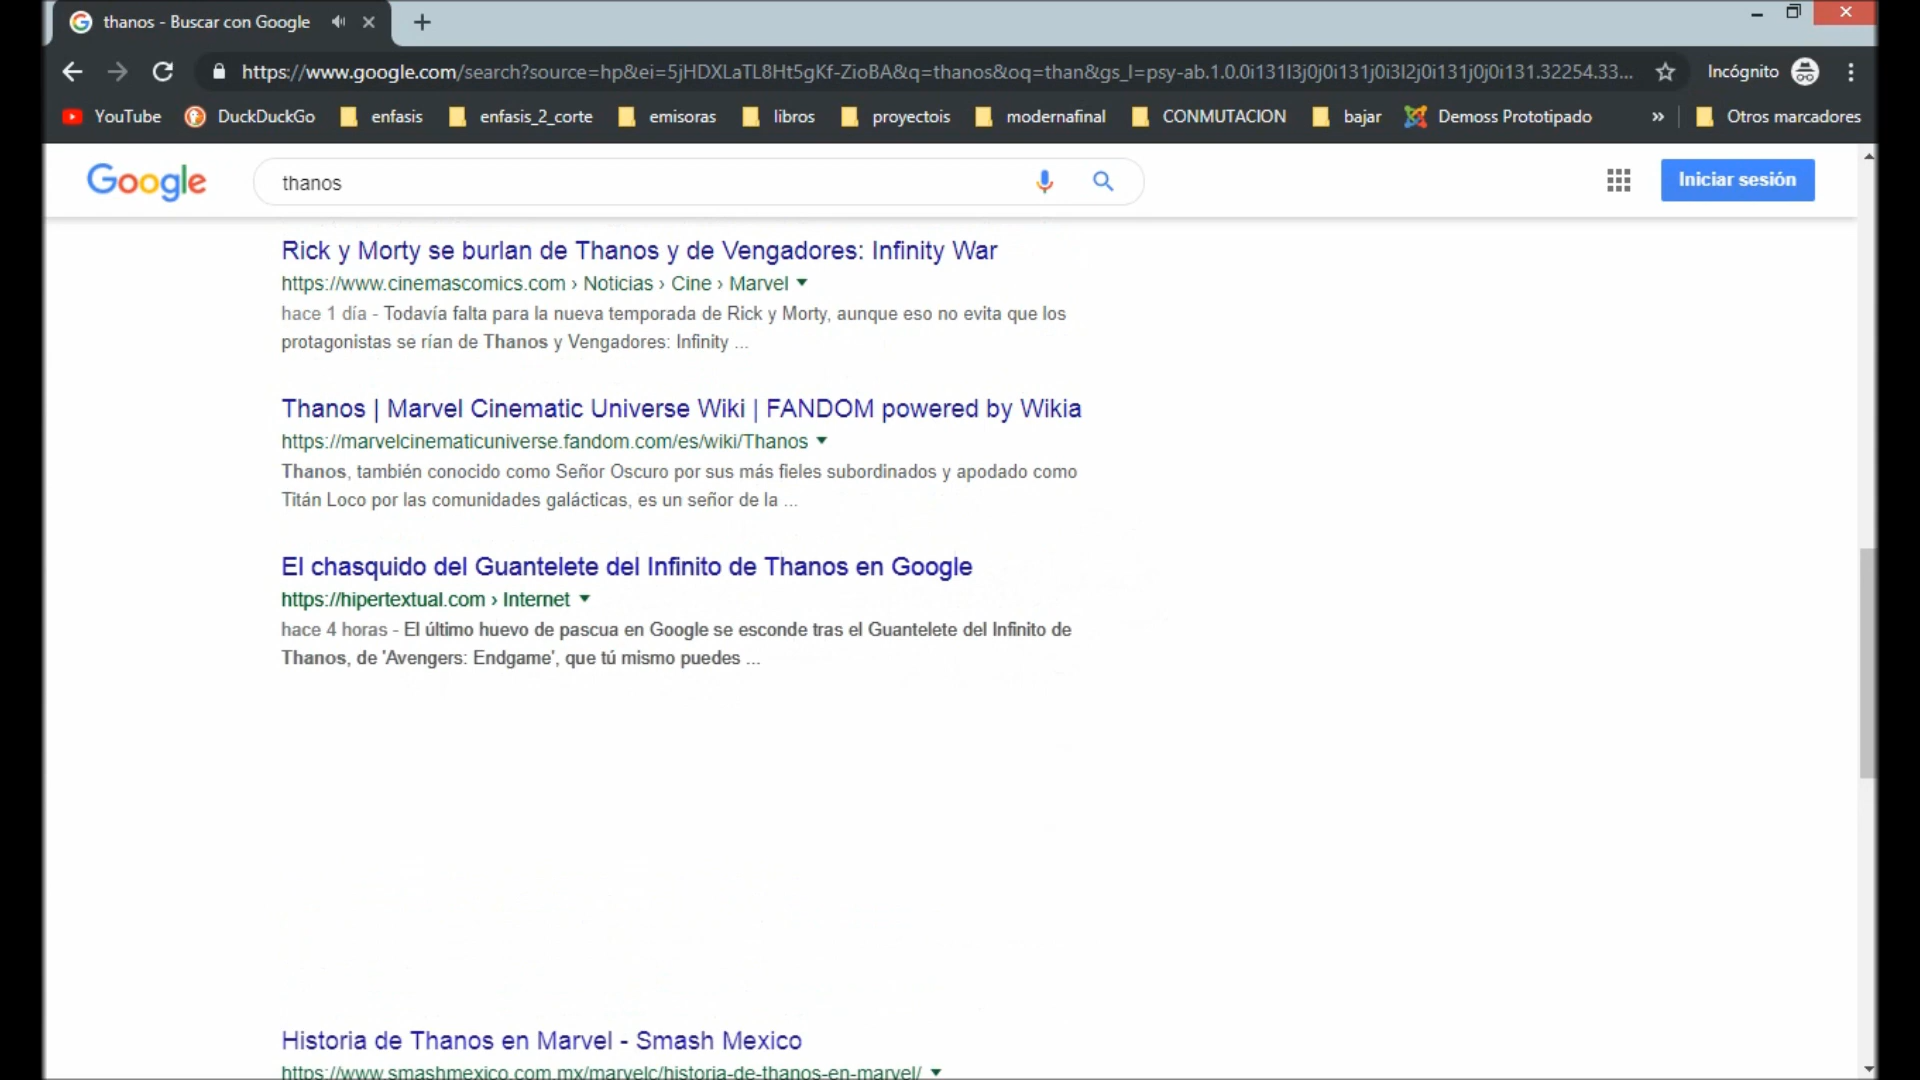 thanos - Buscar con Google
https://www.google.com/search?source=hp&ei=5jHDXLaTL8Ht5gKf-ZioBA&q=thanos&oq=than&gs_l=psy-ab.1.0.0i131l3j0j0i131j0i3l2j0i131j0j0i131.32254.33...
Incógnito
YouTube DuckDuckGo enfasis enfasis_2_corte emisoras libros proyectois modernafinal CONMUTACION bajar Demoss Prototipado » Otros marcadores
Google thanos Iniciar sesión
Rick y Morty se burlan de Thanos y de Vengadores: Infinity War
https://www.cinemascomics.com › Noticias › Cine › Marvel
hace 1 día - Todavía falta para la nueva temporada de Rick y Morty, aunque eso no evita que los
protagonistas se rían de Thanos y Vengadores: Infinity ...
Thanos | Marvel Cinematic Universe Wiki | FANDOM powered by Wikia
https://marvelcinematicuniverse.fandom.com/es/wiki/Thanos
Thanos, también conocido como Señor Oscuro por sus más fieles subordinados y apodado como
Titán Loco por las comunidades galácticas, es un señor de la ...
El chasquido del Guantelete del Infinito de Thanos en Google
https://hipertextual.com › Internet
hace 4 horas - El último huevo de pascua en Google se esconde tras el Guantelete del Infinito de
Thanos, de 'Avengers: Endgame', que tú mismo puedes ...
Historia de Thanos en Marvel - Smash Mexico
https://www.smashmexico.com.mx/marvelc/historia-de-thanos-en-marvel/